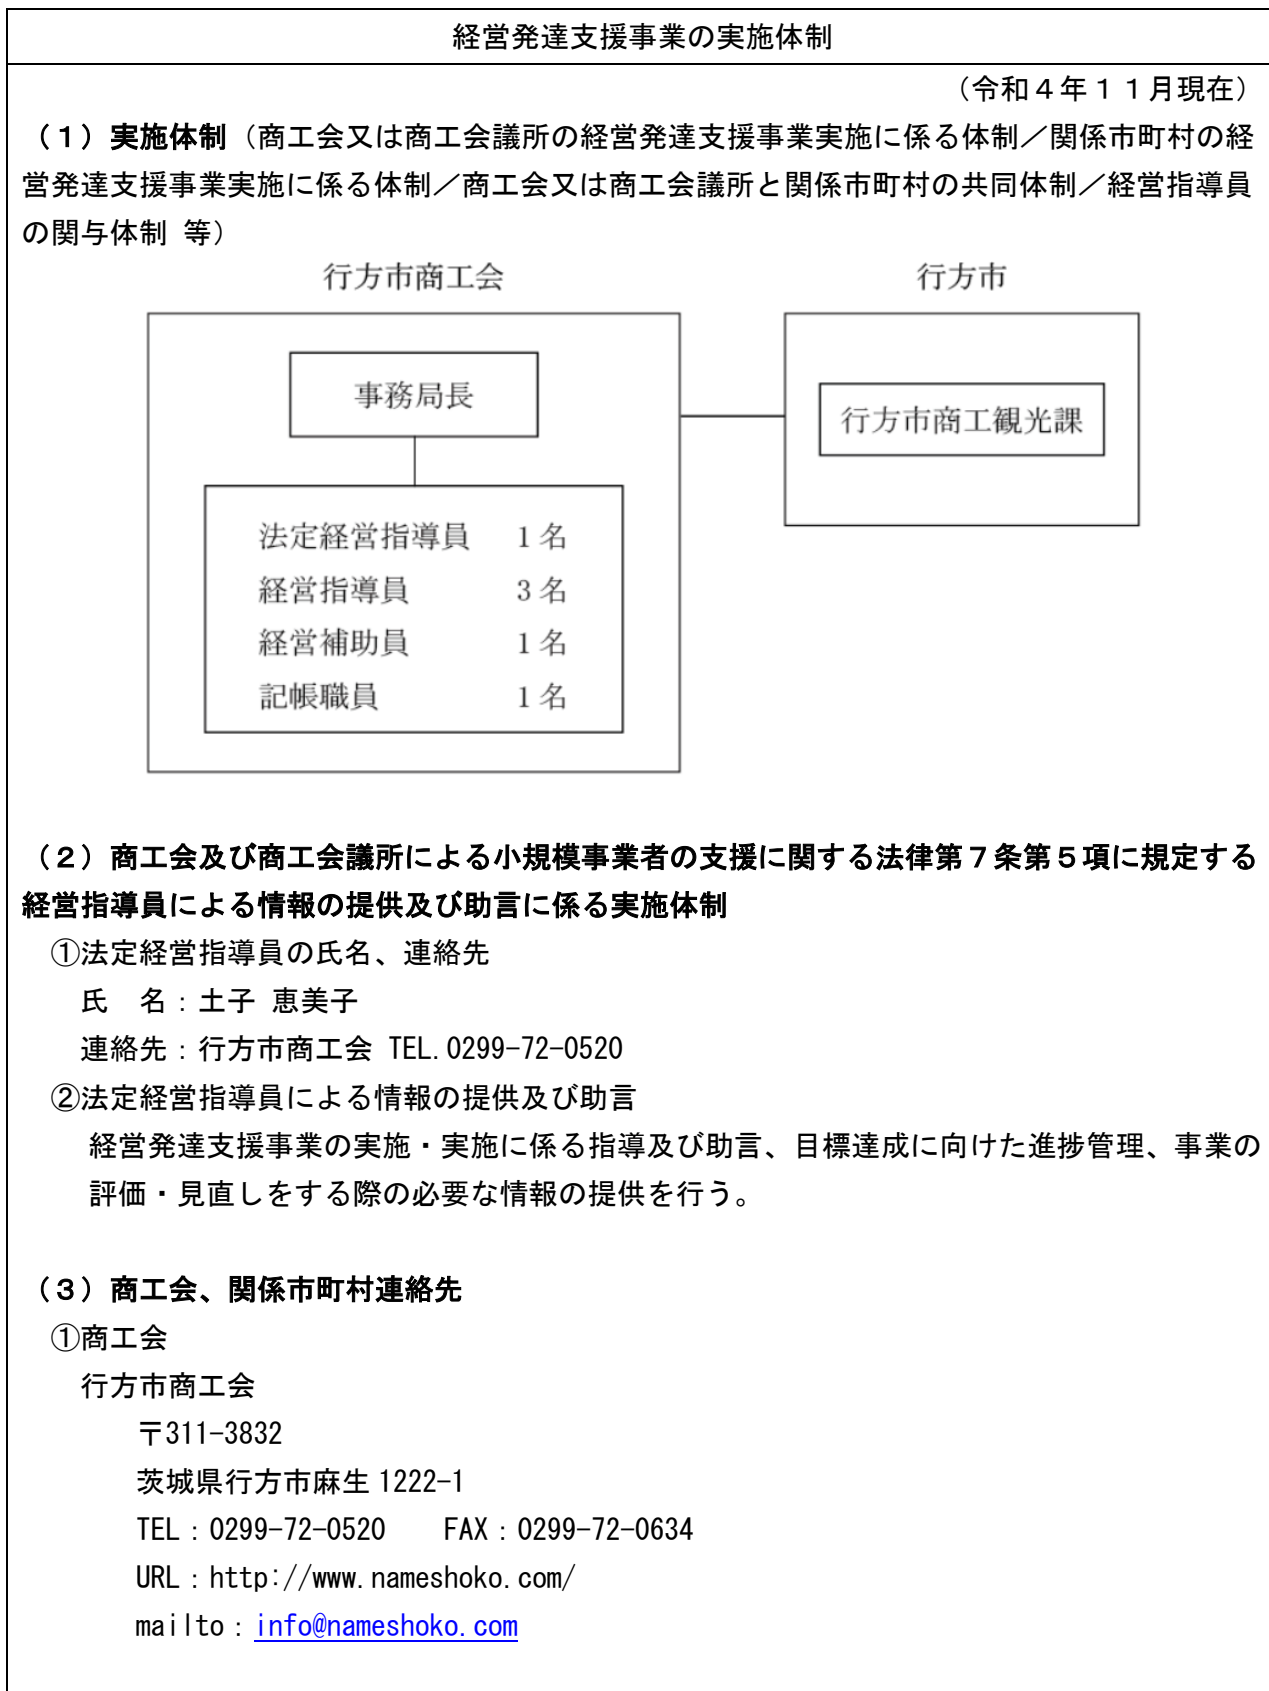 経営発達支援事業の実施体制
（令和４年１１月現在）
（１）実施体制（商工会又は商工会議所の経営発達支援事業実施に係る体制／関係市町村の経
営発達支援事業実施に係る体制／商工会又は商工会議所と関係市町村の共同体制／経営指導員
の関与体制 等）
行方市商工会
行方市
事務局長
行方市商工観光課
法定経営指導員 1名
経営指導員 3名
経営補助員 1名
記帳職員 1名
（２）商工会及び商工会議所による小規模事業者の支援に関する法律第７条第５項に規定する
経営指導員による情報の提供及び助言に係る実施体制
①法定経営指導員の氏名、連絡先
氏　名：土子 恵美子
連絡先：行方市商工会 TEL.0299-72-0520
②法定経営指導員による情報の提供及び助言
経営発達支援事業の実施・実施に係る指導及び助言、目標達成に向けた進捗管理、事業の
評価・見直しをする際の必要な情報の提供を行う。
（３）商工会、関係市町村連絡先
①商工会
行方市商工会
〒311-3832
茨城県行方市麻生1222-1
TEL：0299-72-0520　　FAX：0299-72-0634
URL：http://www.nameshoko.com/
mailto：info@nameshoko.com